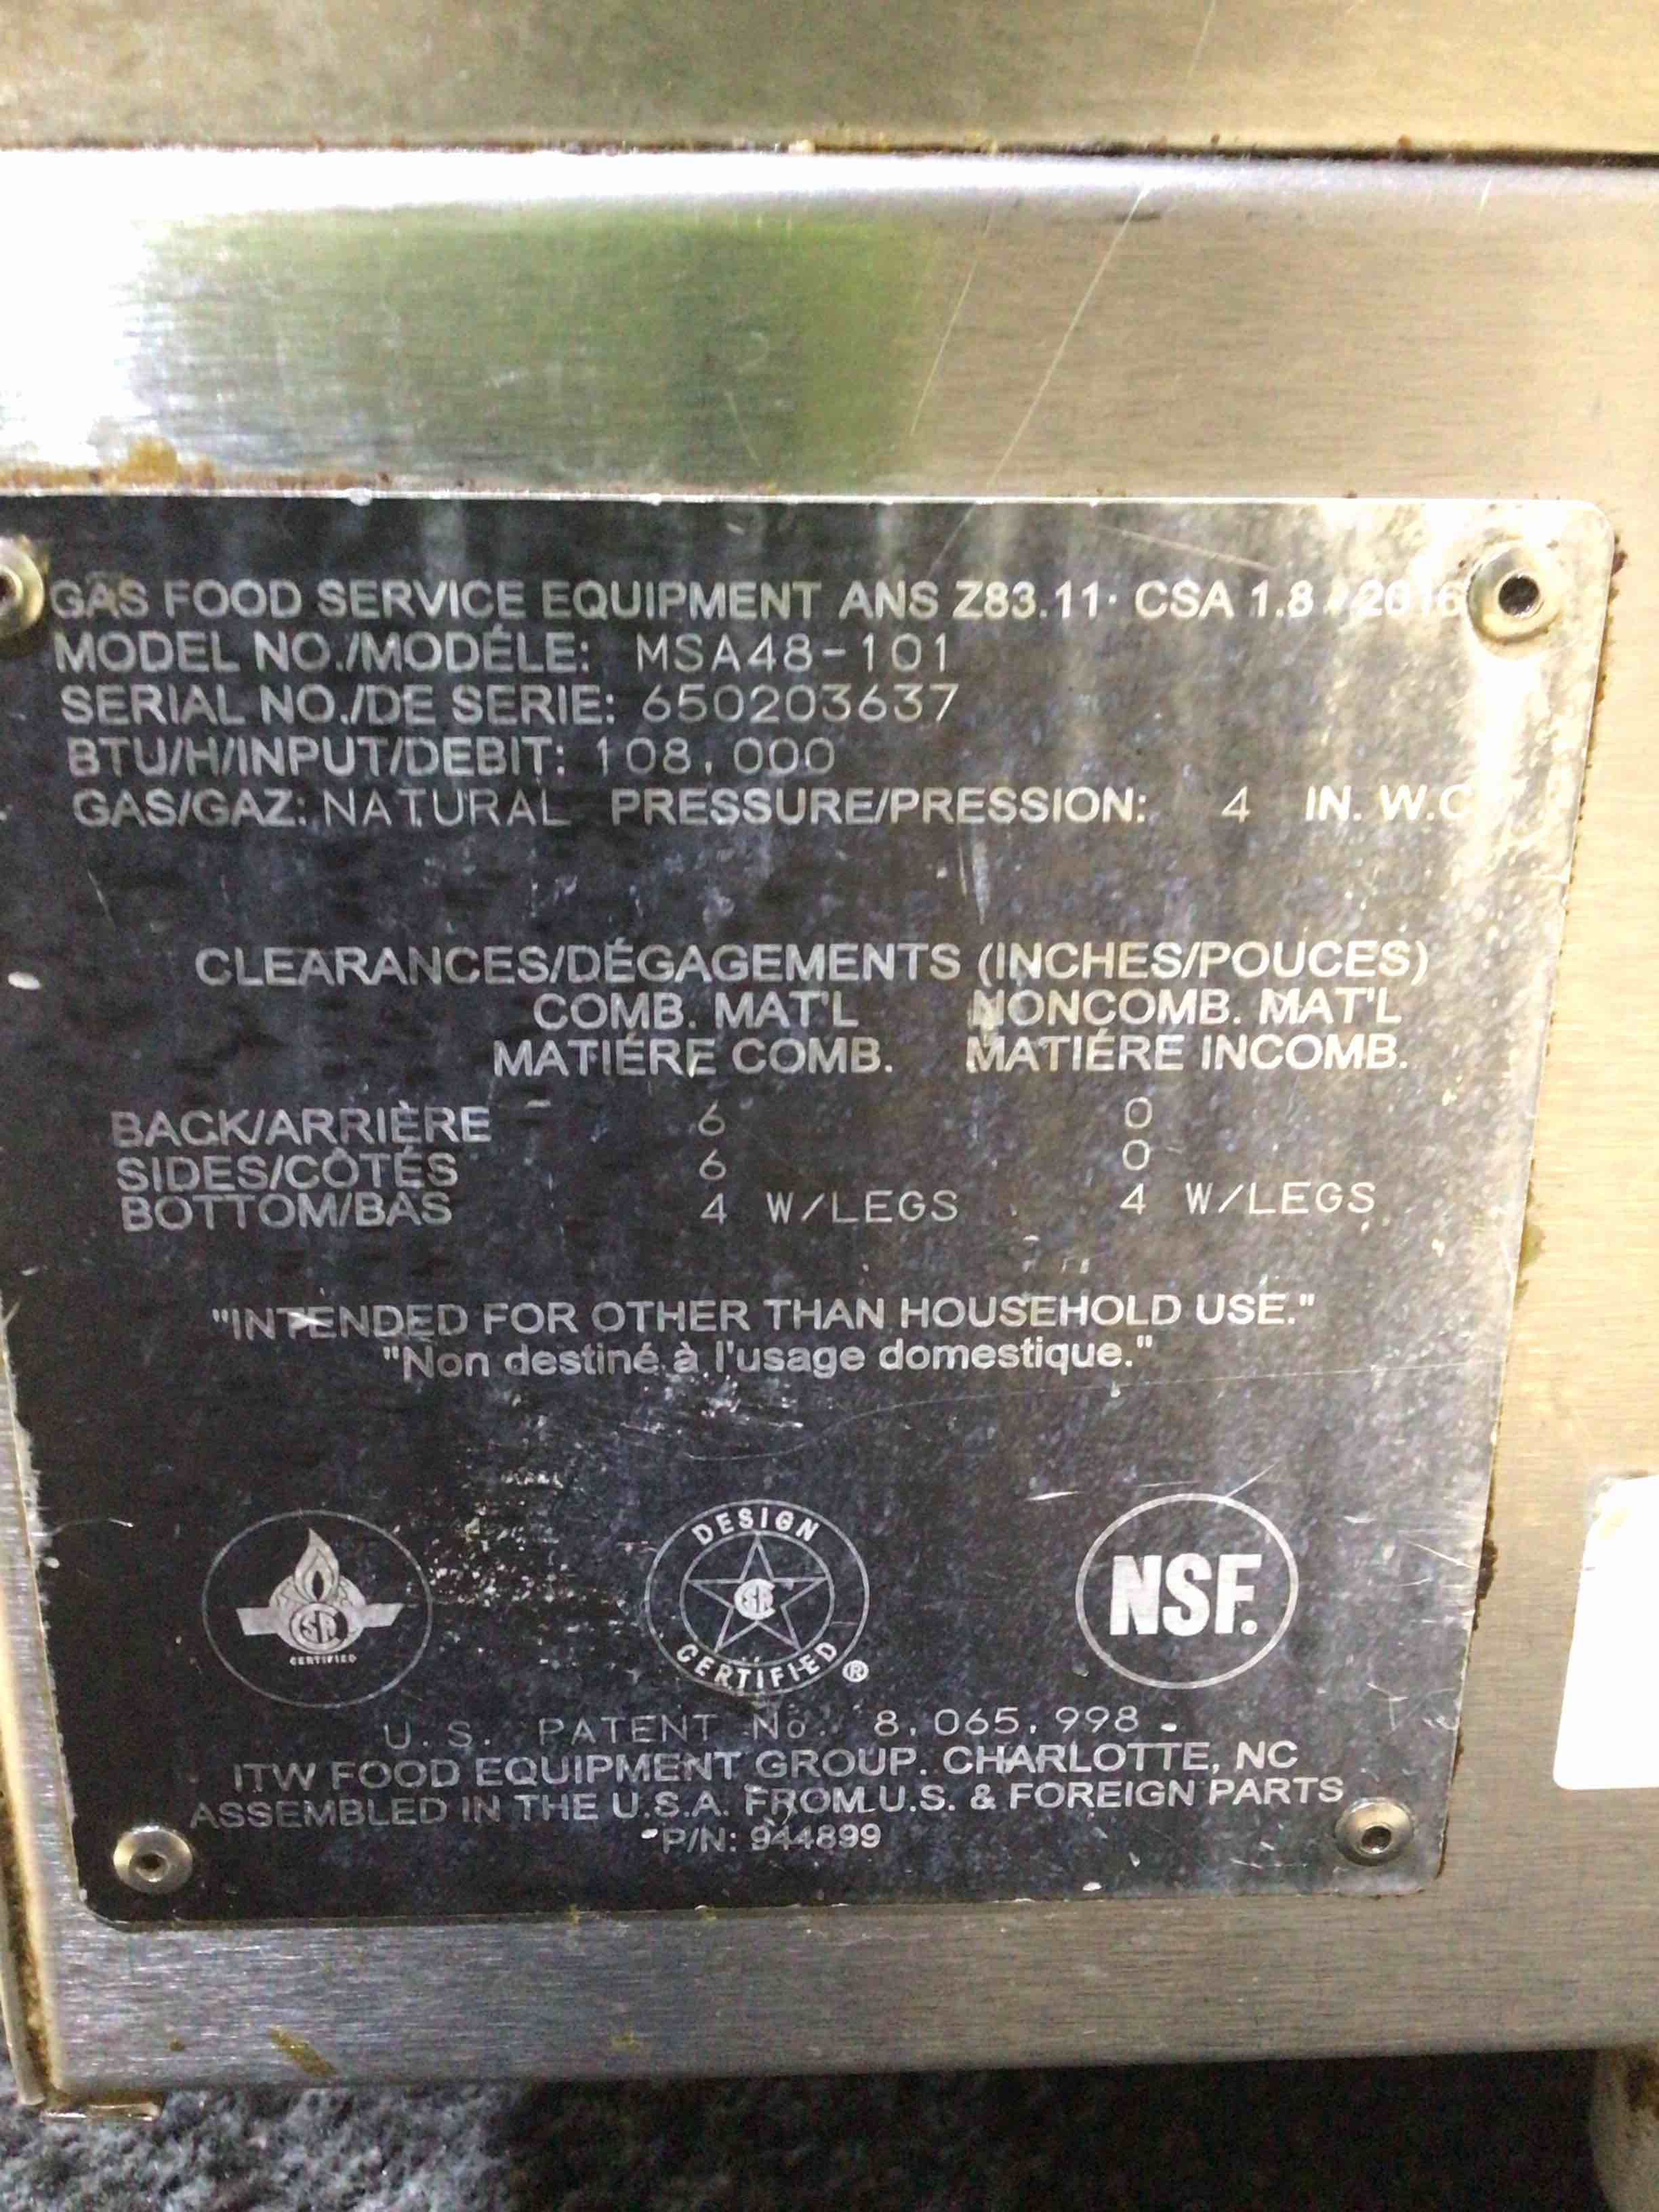 GAS FOOD SERVICE EQUIPMENT ANS Z83.11· CSA 1.8 - 2016
MODEL NO./MODÉLE: MSA48-101
SERIAL NO./DE SERIE: 650203637
BTU/H/INPUT/DEBIT: 108,000
GAS/GAZ: NATURAL PRESSURE/PRESSION: 4 IN. W.C
CLEARANCES/DÉGAGEMENTS (INCHES/POUCES)
COMB. MAT'L NONCOMB. MAT'L
MATIÉRE COMB. MATIÉRE INCOMB.
BACK/ARRIÈRE 6 0
SIDES/CÔTÉS 6 0
BOTTOM/BAS 4 W/LEGS 4 W/LEGS
"INTENDED FOR OTHER THAN HOUSEHOLD USE."
"Non destiné à l'usage domestique."
SA
CERTIFIED
DESIGN
SA
CERTIFIED ®
NSF.
U.S. PATENT No. 8,065,998
ITW FOOD EQUIPMENT GROUP. CHARLOTTE, NC
ASSEMBLED IN THE U.S.A. FROM U.S. & FOREIGN PARTS
P/N: 944899